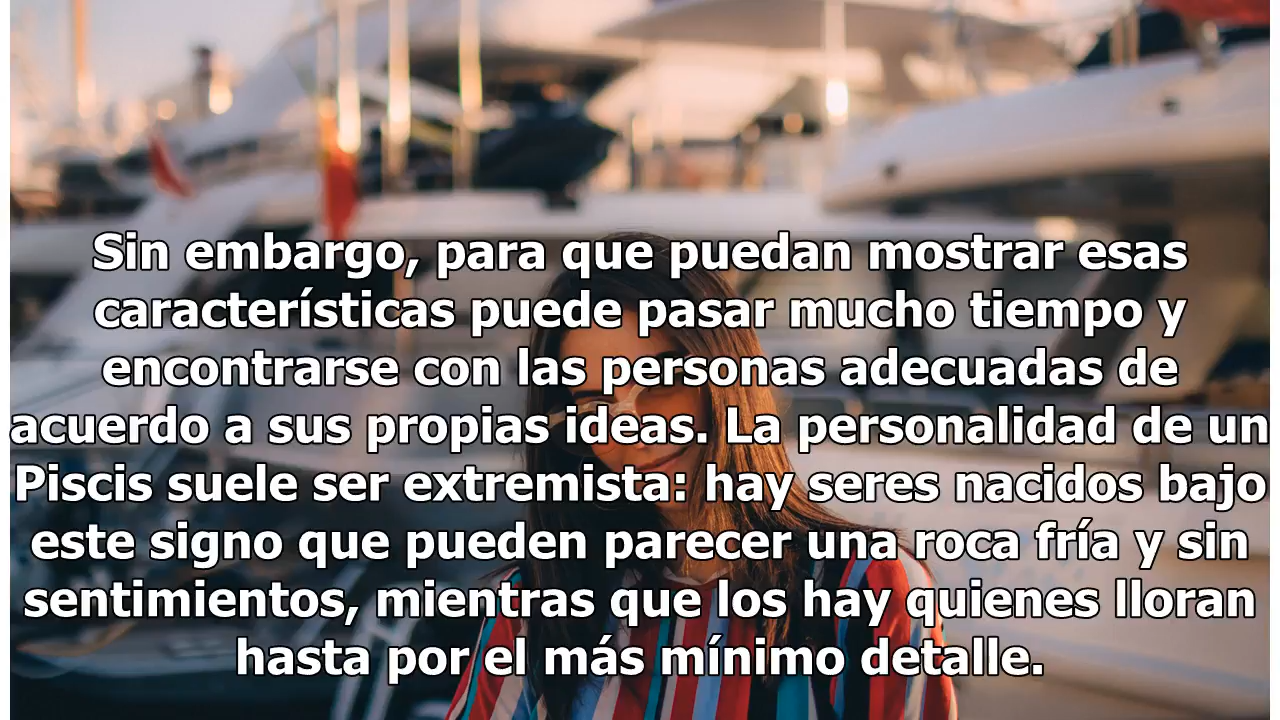 Sin embargo, para que puedan mostrar esas
características puede pasar mucho tiempo y
encontrarse con las personas adecuadas de
acuerdo a sus propias ideas. La personalidad de un
Piscis suele ser extremista: hay seres nacidos bajo
este signo que pueden parecer una roca fría y sin
sentimientos, mientras que los hay quienes lloran
hasta por el más mínimo detalle.